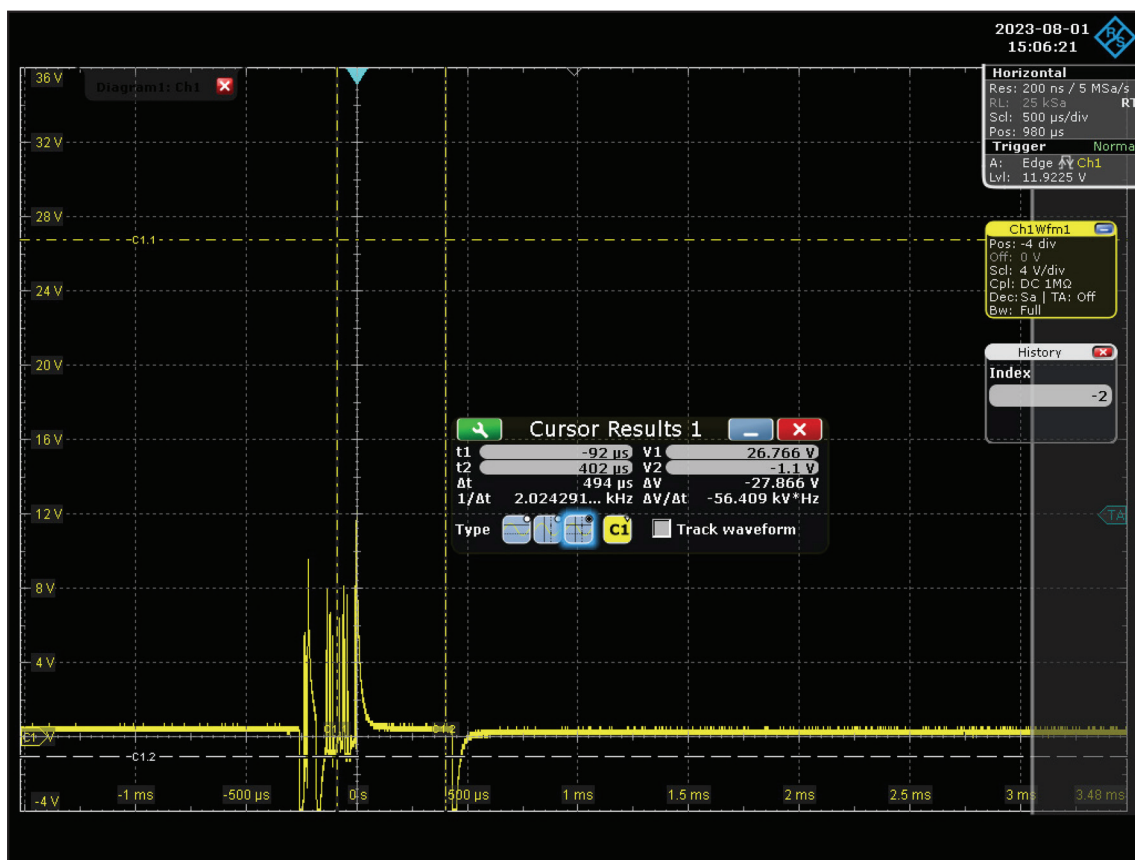 2023-08-01
15:06:21
R&S
Diagram1: Ch1
Horizontal
Res: 200 ns / 5 MSa/s
RL: 25 kSa RT
Scl: 500 µs/div
Pos: 980 µs
Trigger Norma
A: Edge Ch1
Lvl: 11.9225 V
Ch1Wfm1
Pos: -4 div
Off: 0 V
Scl: 4 V/div
Cpl: DC 1MΩ
Dec:Sa | TA: Off
Bw: Full
History
Index
-2
36 V
32 V
28 V
C1.1
24 V
20 V
16 V
12 V
TA
8 V
4 V
C1 V
C1.2
-4 V
Cursor Results 1
t1 -92 µs V1 26.766 V
t2 402 µs V2 -1.1 V
Δt 494 µs ΔV -27.866 V
1/Δt 2.024291... kHz ΔV/Δt -56.409 kV*Hz
Type C1 Track waveform
-1 ms -500 µs 0 s 500 µs 1 ms 1.5 ms 2 ms 2.5 ms 3 ms 3.48 ms